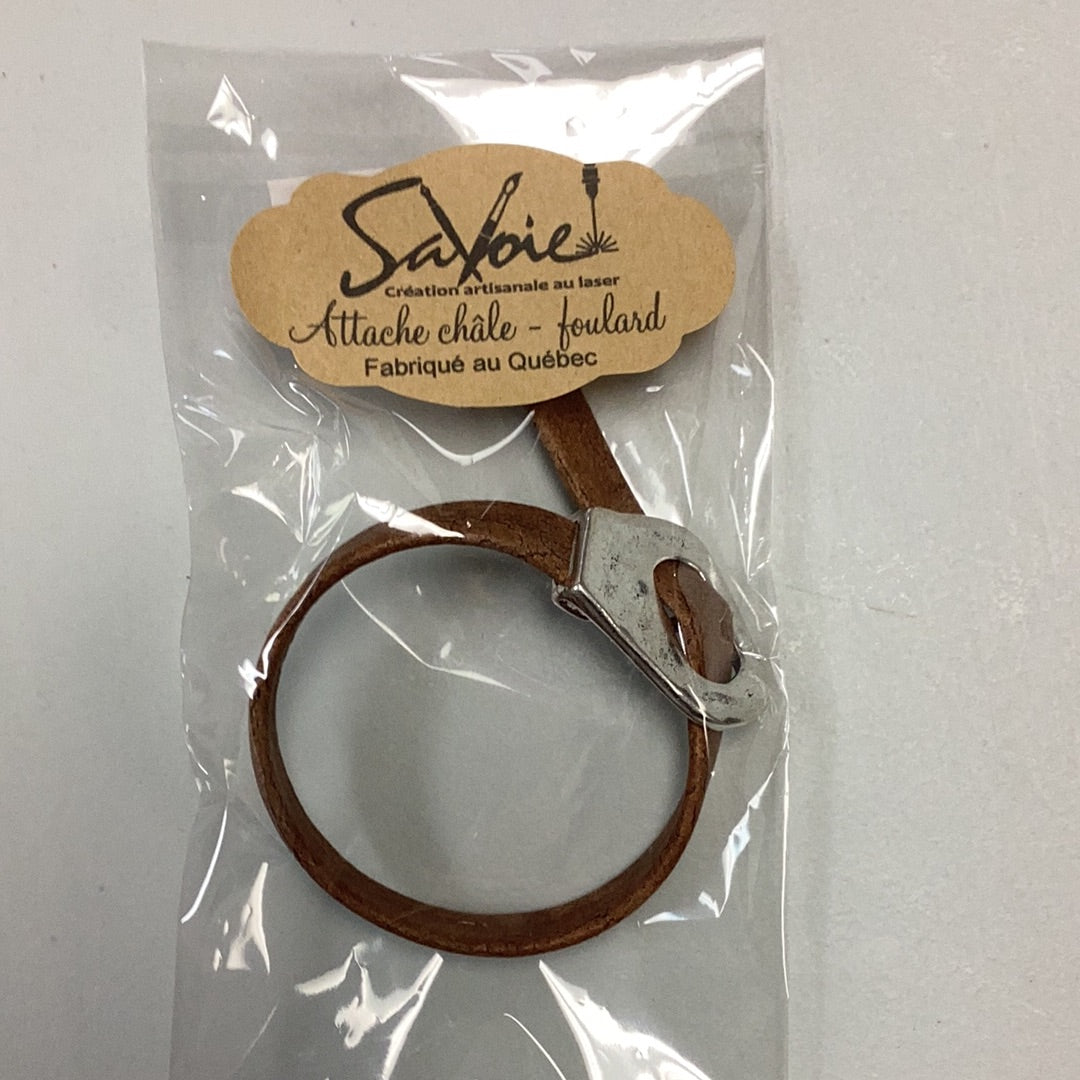 SaVoie
Création artisanale au laser
Attache châle - foulard
Fabriqué au Québec